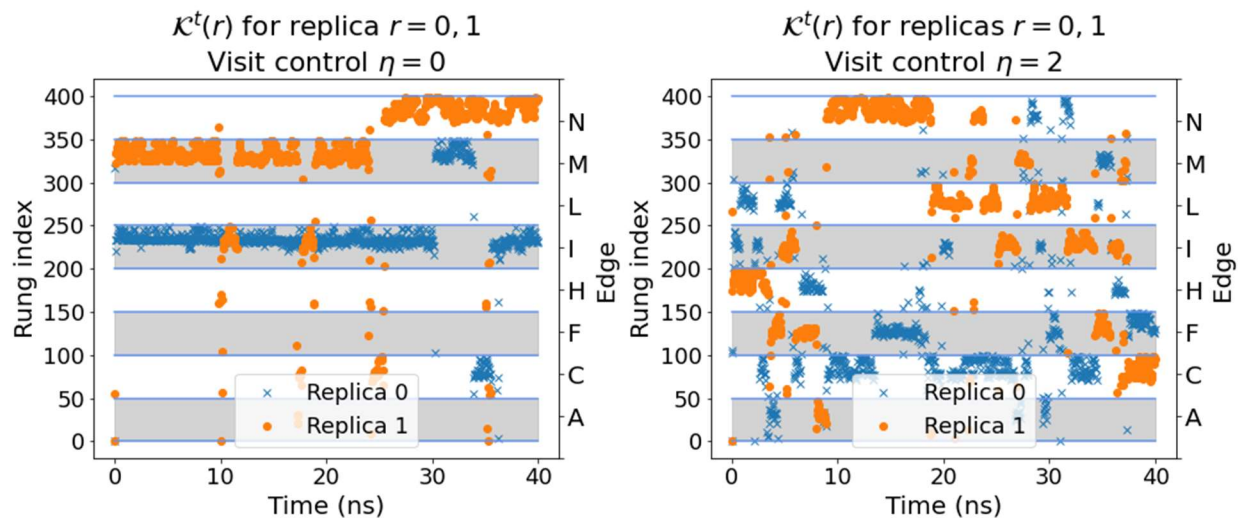 𝒦ᵗ(r) for replica r = 0, 1
Visit control η = 0
Rung index
400
350
300
250
200
150
100
50
0
N
M
L
I
H
F
C
A
Edge
Replica 0
Replica 1
0 10 20 30 40
Time (ns)
𝒦ᵗ(r) for replicas r = 0, 1
Visit control η = 2
Rung index
400
350
300
250
200
150
100
50
0
N
M
L
I
H
F
C
A
Edge
Replica 0
Replica 1
0 10 20 30 40
Time (ns)